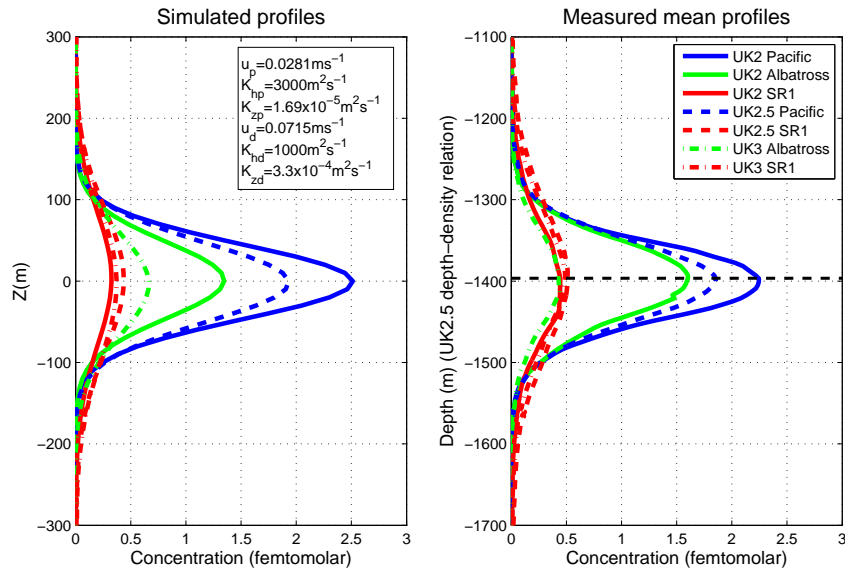 Simulated profiles
300
200
100
0
−100
−200
−300
Z(m)
u_p=0.0281ms^−1
K_hp=3000m^2s^−1
K_zp=1.69x10^−5m^2s^−1
u_d=0.0715ms^−1
K_hd=1000m^2s^−1
K_zd=3.3x10^−4m^2s^−1
0 0.5 1 1.5 2 2.5 3
Concentration (femtomolar)
Measured mean profiles
−1100
−1200
−1300
−1400
−1500
−1600
−1700
Depth (m) (UK2.5 depth−density relation)
UK2 Pacific
UK2 Albatross
UK2 SR1
UK2.5 Pacific
UK2.5 SR1
UK3 Albatross
UK3 SR1
0 0.5 1 1.5 2 2.5 3
Concentration (femtomolar)